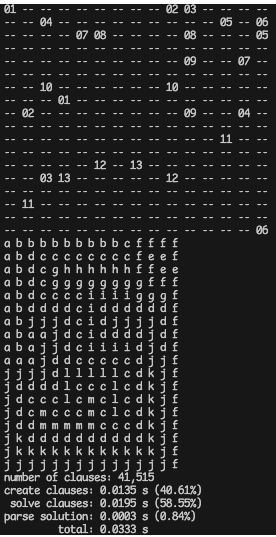 01 -- -- -- -- -- -- -- -- 02 03 -- -- -- --
-- -- 04 -- -- -- -- -- -- -- -- -- 05 -- 06
-- -- -- -- 07 08 -- -- -- -- 08 -- -- -- 05
-- -- -- -- -- -- -- -- -- -- -- -- -- -- --
-- -- -- -- -- -- -- -- -- -- 09 -- -- 07 --
-- -- -- -- -- -- -- -- -- -- -- -- -- -- --
-- -- 10 -- -- -- -- -- -- 10 -- -- -- -- --
-- -- -- 01 -- -- -- -- -- -- -- -- -- -- --
-- 02 -- -- -- -- -- -- -- -- 09 -- -- 04 --
-- -- -- -- -- -- -- -- -- -- -- -- -- -- --
-- -- -- -- -- -- -- -- -- -- -- -- 11 -- --
-- -- -- -- -- -- -- -- -- -- -- -- -- -- --
-- -- -- -- -- 12 -- 13 -- -- -- -- -- -- --
-- -- 03 13 -- -- -- -- -- 12 -- -- -- -- --
-- -- -- -- -- -- -- -- -- -- -- -- -- -- --
-- 11 -- -- -- -- -- -- -- -- -- -- -- -- --
-- -- -- -- -- -- -- -- -- -- -- -- -- -- --
-- -- -- -- -- -- -- -- -- -- -- -- -- -- 06
a b b b b b b b b b c f f f f
a b d c c c c c c c c f e e f
a b d c g h h h h h h f f e e
a b d c g g g g g g g g f f f
a b d c c c c i i i i g g g f
a b d d d d c i d d d d d d f
a b j j j d c i d j j j j d f
a b a a j d c i d j d d j d f
a b a j j d c i i i i d j d f
a a a j d d c c c c c d j j f
j j j j d l l l l l c d k j f
j d d d d l c c c l c d k j f
j d c c c l c m c l c d k j f
j d c m c c c m c l c d k j f
j d d m m m m m c c c d k j f
j k d d d d d d d d d d k j f
j k k k k k k k k k k k k j f
j j j j j j j j j j j j j j f
number of clauses: 41,515
create clauses: 0.0135 s (40.61%)
solve clauses: 0.0195 s (58.55%)
parse solution: 0.0003 s (0.84%)
total: 0.0333 s